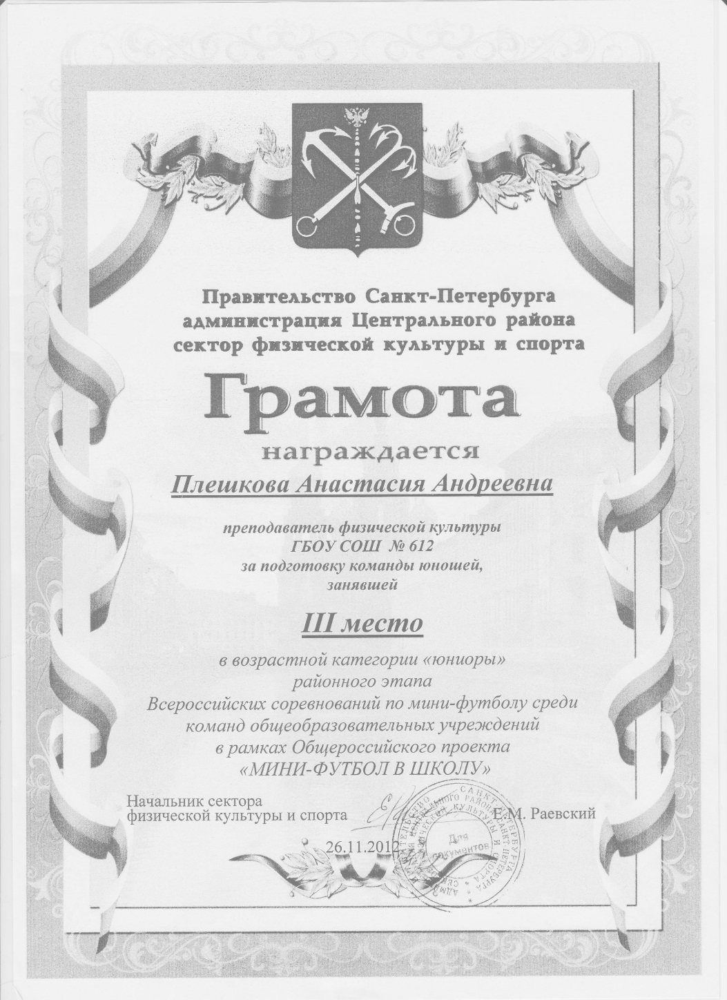 Правительство Санкт-Петербурга
администрация Центрального района
сектор физической культуры и спорта
Грамота
награждается
Плешкова Анастасия Андреевна
преподаватель физической культуры
ГБОУ СОШ № 612
за подготовку команды юношей,
занявшей
III место
в возрастной категории «юниоры»
районного этапа
Всероссийских соревнований по мини-футболу среди
команд общеобразовательных учреждений
в рамках Общероссийского проекта
«МИНИ-ФУТБОЛ В ШКОЛУ»
Начальник сектора
физической культуры и спорта
Е.М. Раевский
26.11.2012
Для
документов